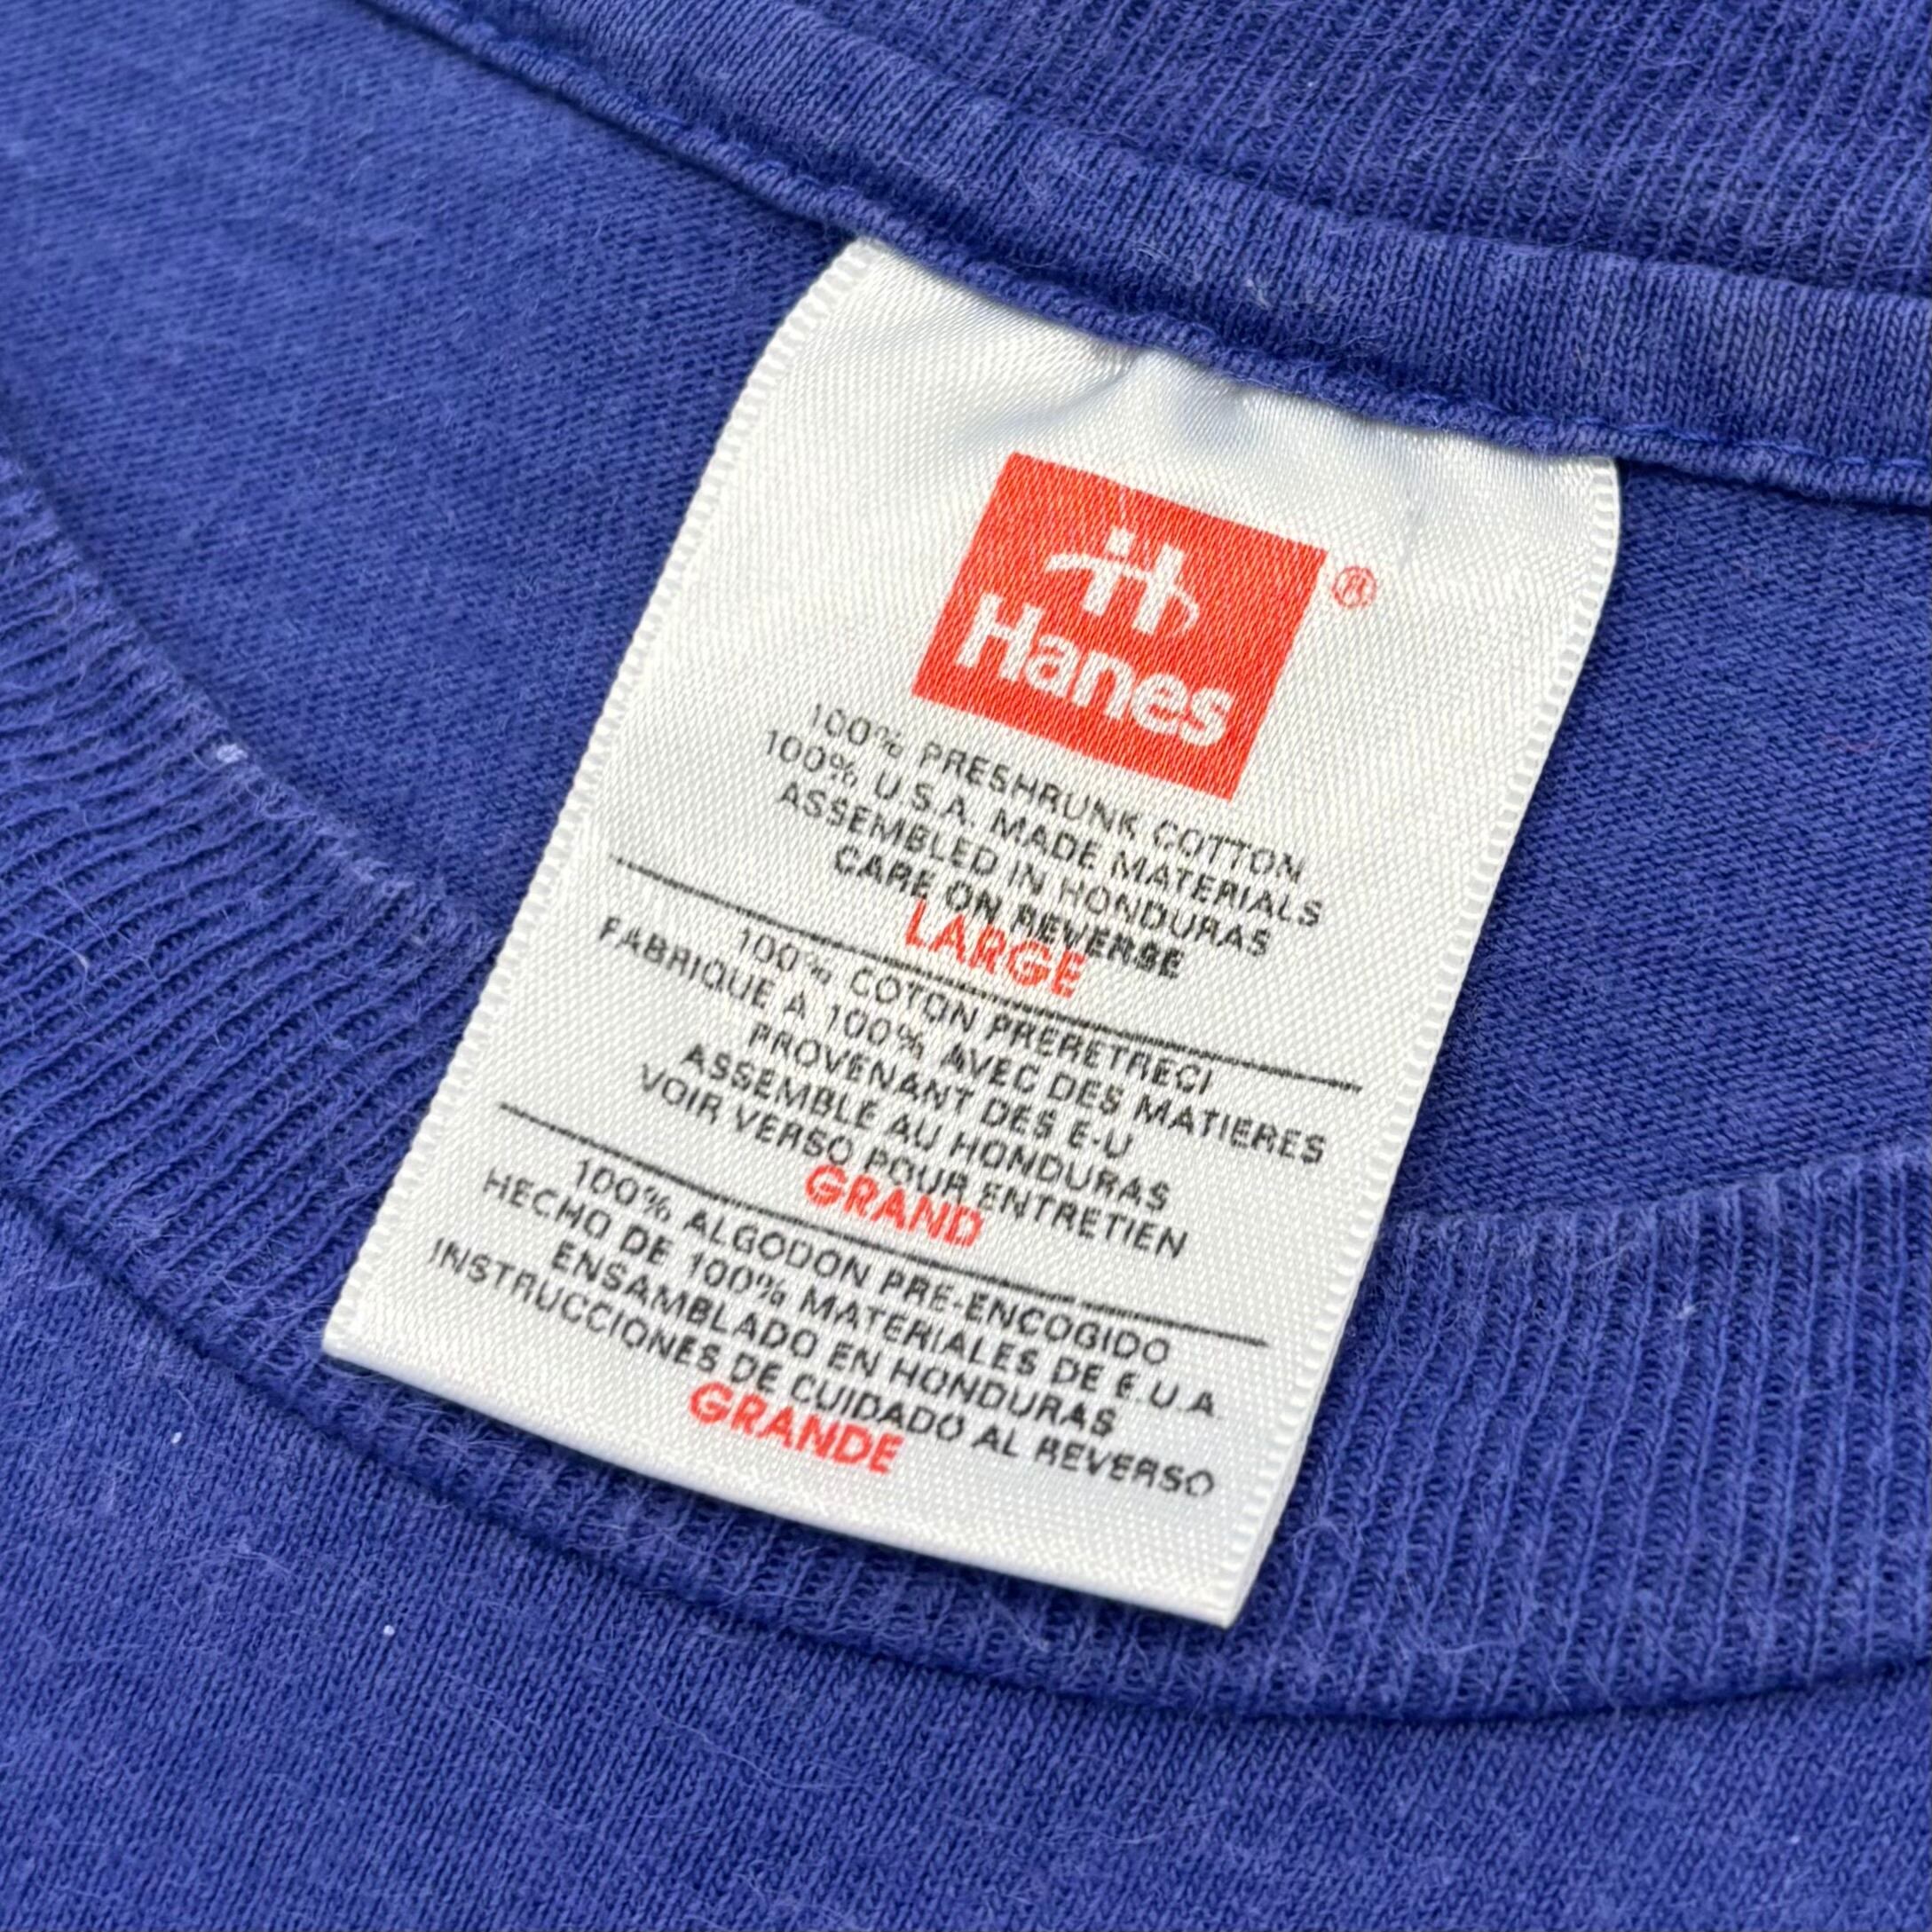 Hanes®
100% PRESHRUNK COTTON
100% U.S.A. MADE MATERIALS
ASSEMBLED IN HONDURAS
CARE ON REVERSE
LARGE
100% COTON PRERETRECI
FABRIQUE A 100% AVEC DES MATIERES
PROVENANT DES E-U
ASSEMBLE AU HONDURAS
VOIR VERSO POUR ENTRETIEN
GRAND
100% ALGODON PRE-ENCOGIDO
HECHO DE 100% MATERIALES DE E.U.A.
ENSAMBLADO EN HONDURAS
INSTRUCCIONES DE CUIDADO AL REVERSO
GRANDE